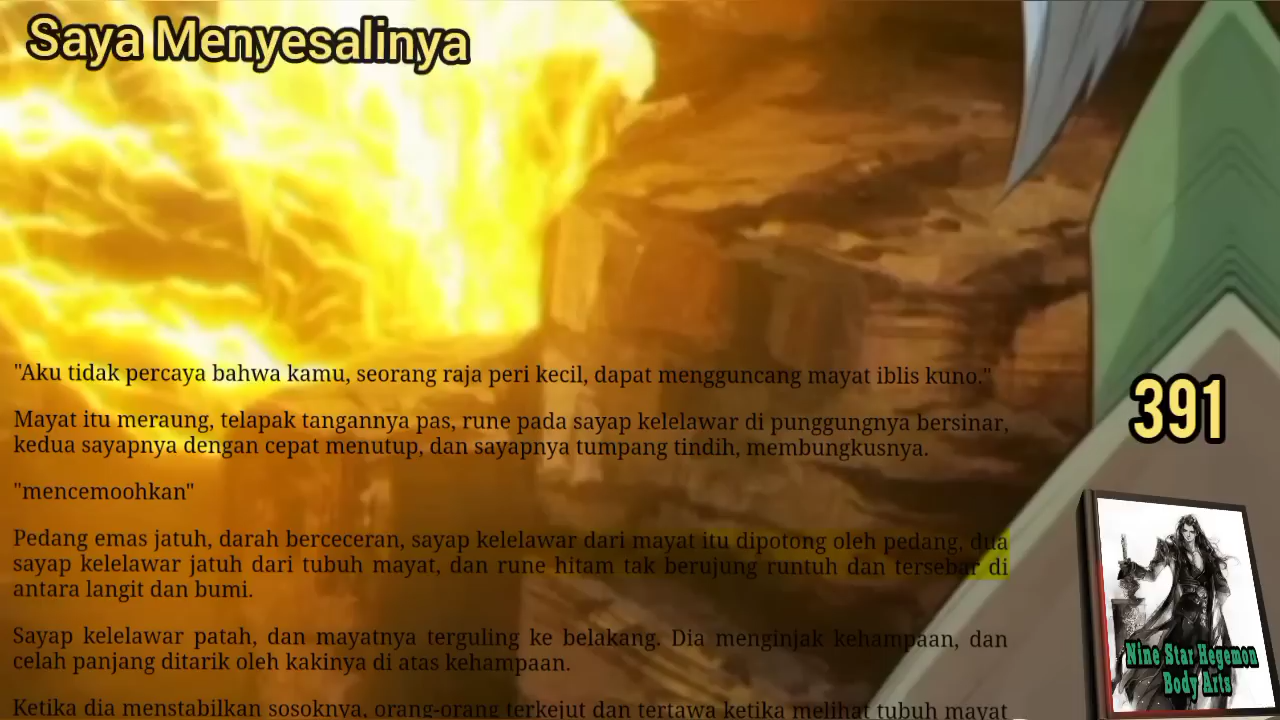 Saya Menyesalinya
"Aku tidak percaya bahwa kamu, seorang raja peri kecil, dapat mengguncang mayat iblis kuno."
Mayat itu meraung, telapak tangannya pas, rune pada sayap kelelawar di punggungnya bersinar,
kedua sayapnya dengan cepat menutup, dan sayapnya tumpang tindih, membungkusnya.
"mencemoohkan"
Pedang emas jatuh, darah berceceran, sayap kelelawar dari mayat itu dipotong oleh pedang, dua
sayap kelelawar jatuh dari tubuh mayat, dan rune hitam tak berujung runtuh dan tersebar di
antara langit dan bumi.
Sayap kelelawar patah, dan mayatnya terguling ke belakang. Dia menginjak kehampaan, dan
celah panjang ditarik oleh kakinya di atas kehampaan.
Ketika dia menstabilkan sosoknya, orang-orang terkejut dan tertawa ketika melihat tubuh mayat
391
Nine Star Hegemon
Body Arts